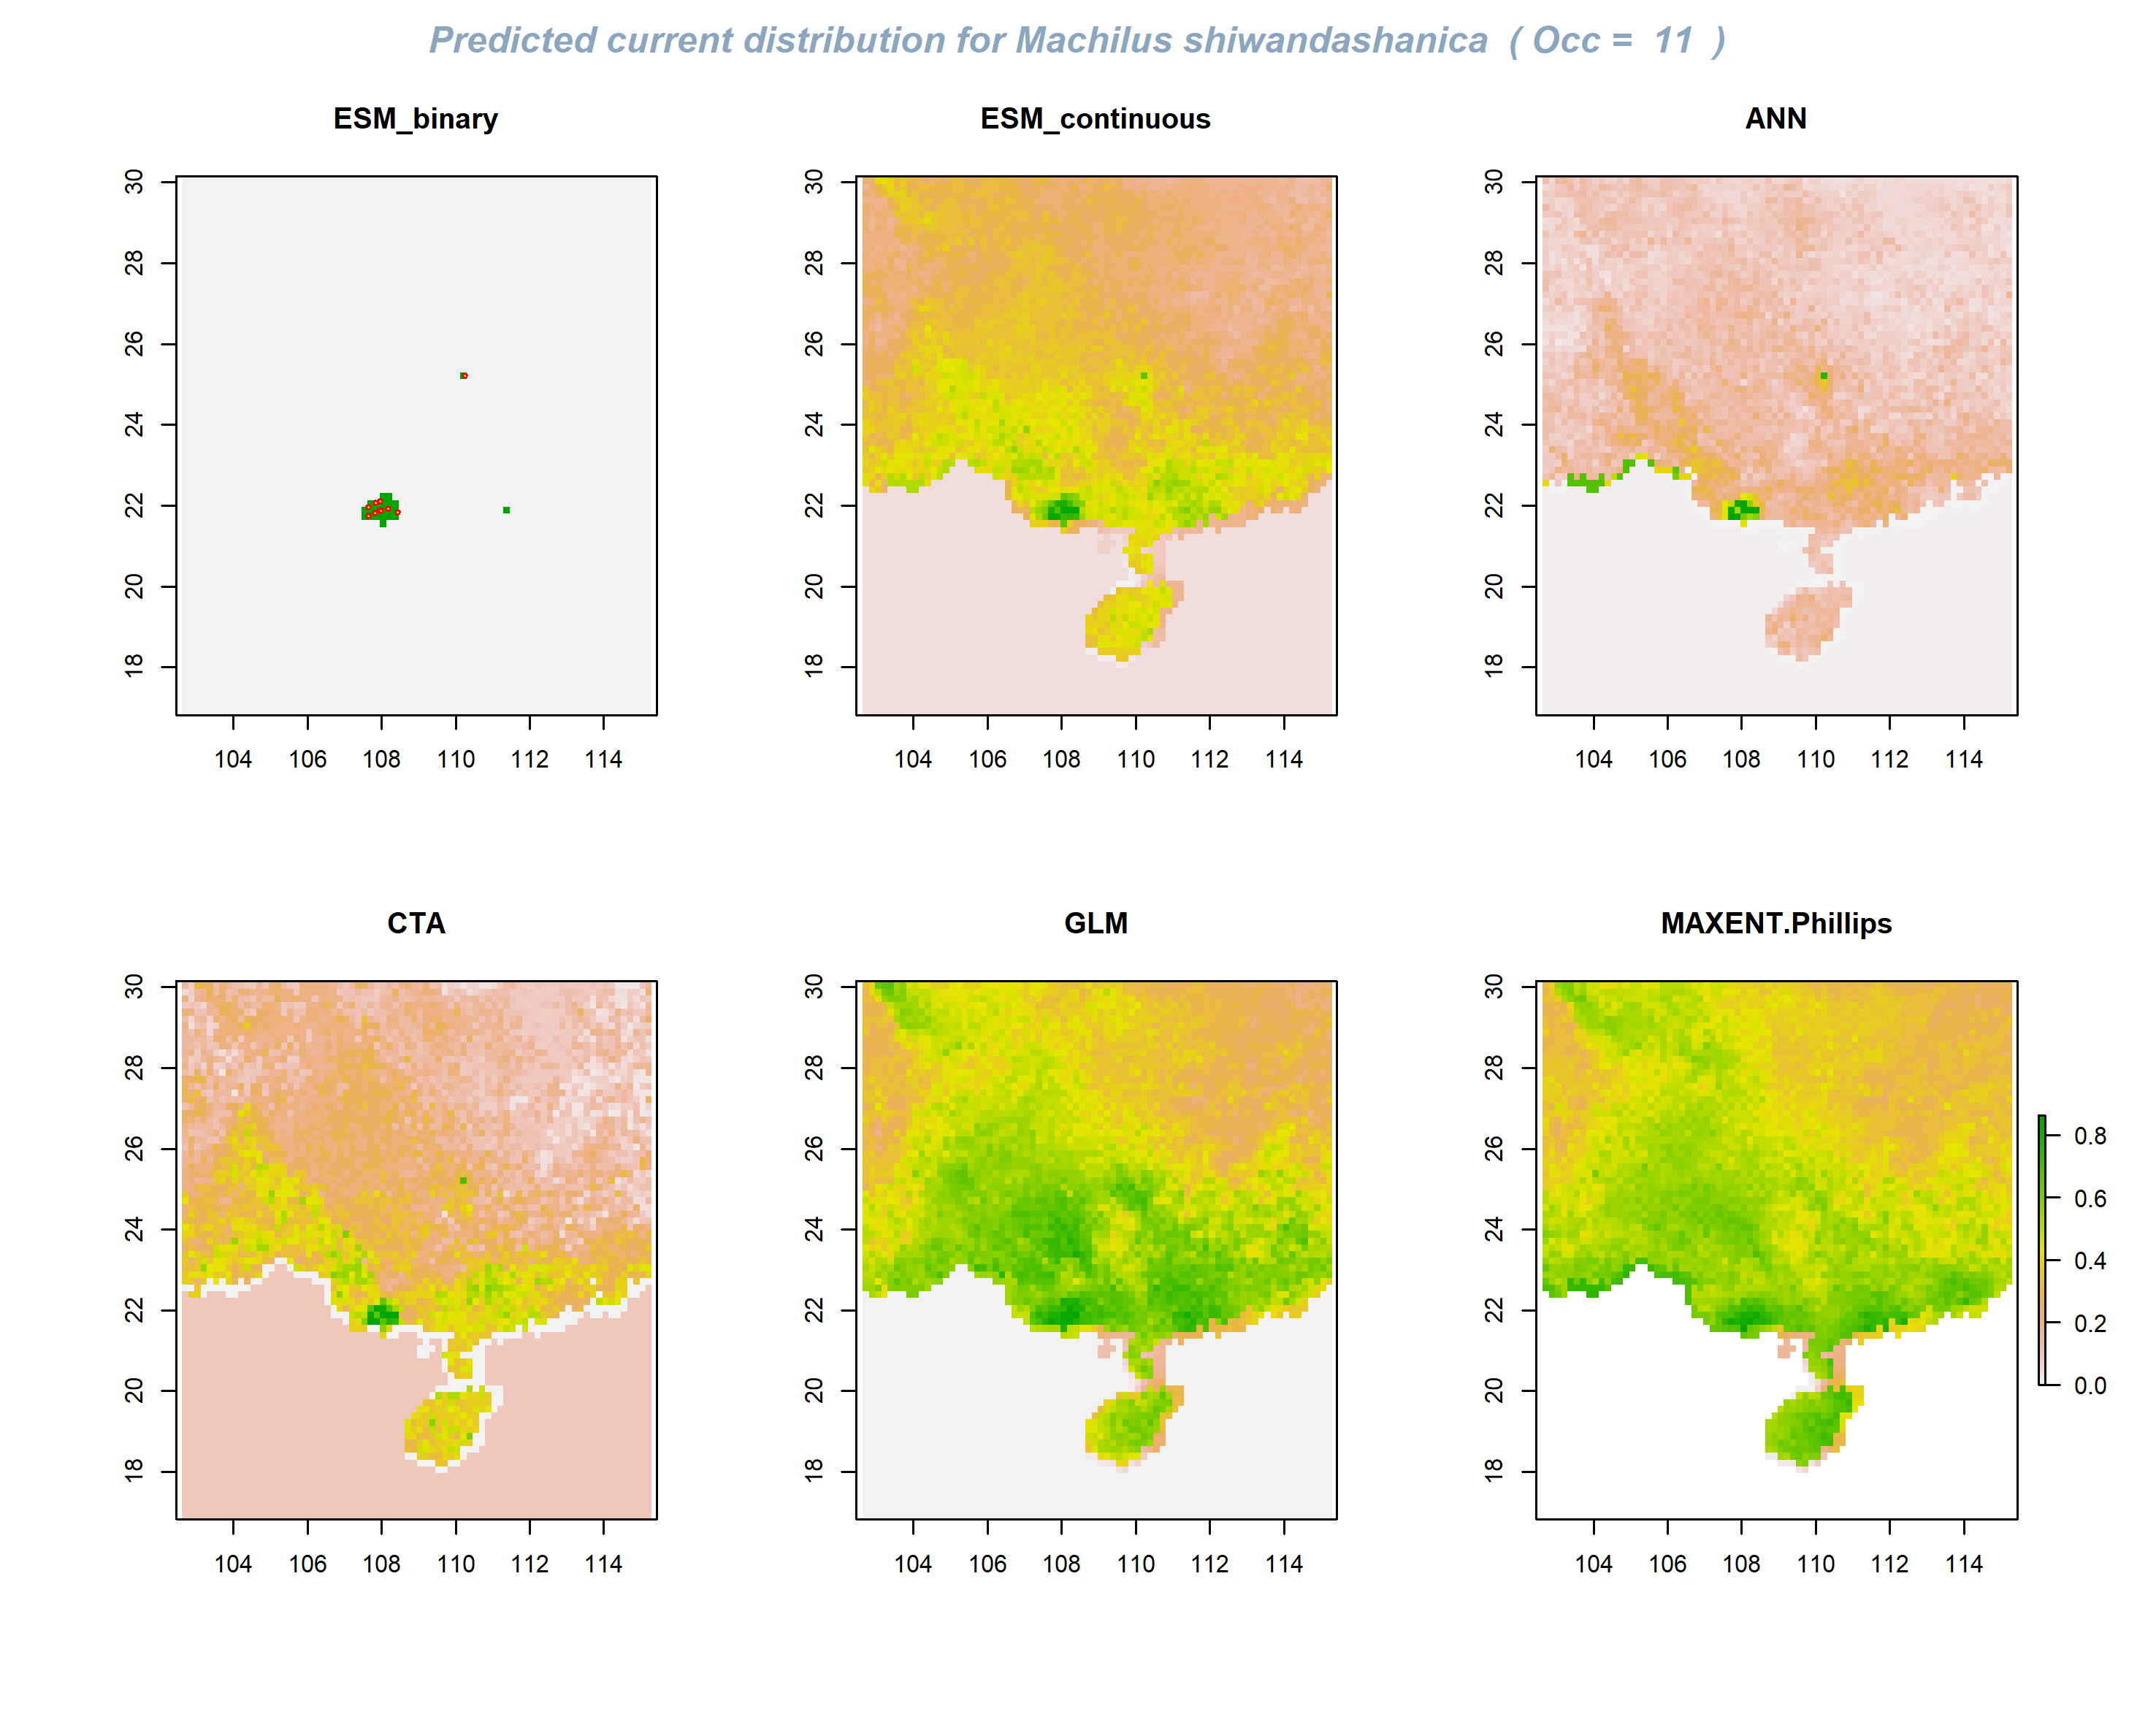 Predicted current distribution for Machilus shiwandashanica ( Occ = 11 )
ESM_binary ESM_continuous ANN
30 30 30
28 28 28
26 26 26
24 24 24
22 22 22
20 20 20
18 18 18
104 106 108 110 112 114 104 106 108 110 112 114 104 106 108 110 112 114
CTA GLM MAXENT.Phillips
30 30 30
28 28 28
0.8
26 26 26
0.6
24 24 24
0.4
22 22 22
0.2
20 20 20
0.0
18 18 18
104 106 108 110 112 114 104 106 108 110 112 114 104 106 108 110 112 114